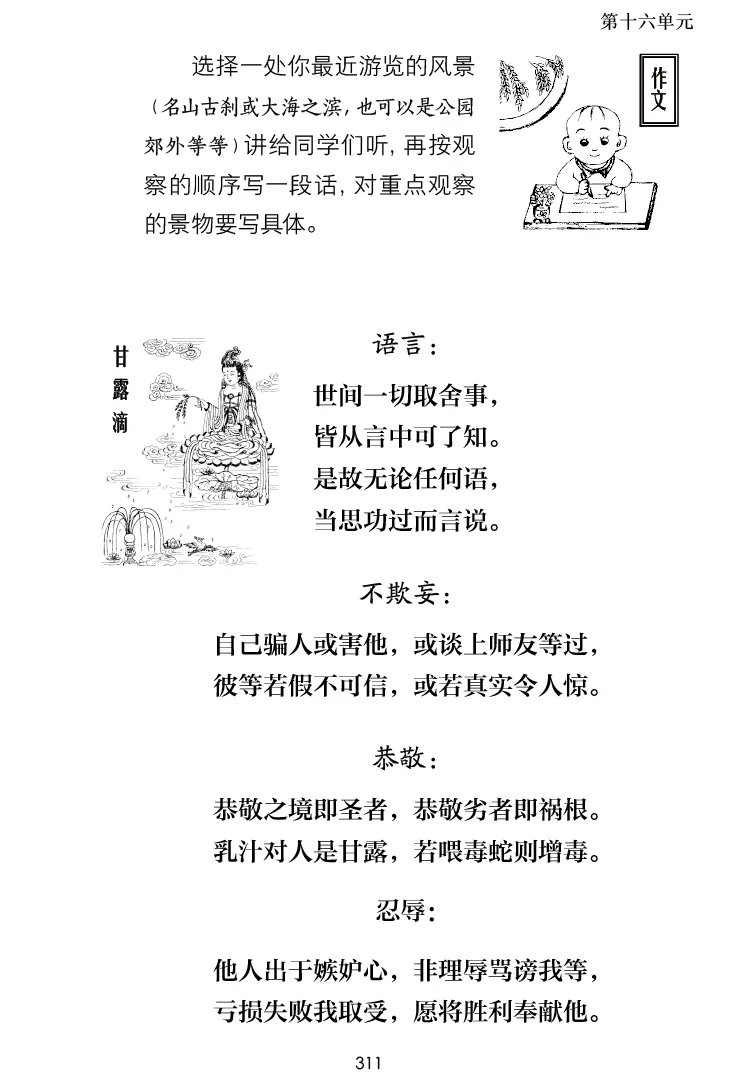 第十六单元
选择一处你最近游览的风景
（名山古刹或大海之滨，也可以是公园
郊外等等）讲给同学们听，再按观
察的顺序写一段话，对重点观察
的景物要写具体。
作文
甘露滴
语言：
世间一切取舍事，
皆从言中可了知。
是故无论任何语，
当思功过而言说。
不欺妄：
自己骗人或害他，或谈上师友等过，
彼等若假不可信，或若真实令人惊。
恭敬：
恭敬之境即圣者，恭敬劣者即祸根。
乳汁对人是甘露，若喂毒蛇则增毒。
忍辱：
他人出于嫉妒心，非理辱骂谤我等，
亏损失败我取受，愿将胜利奉献他。
311